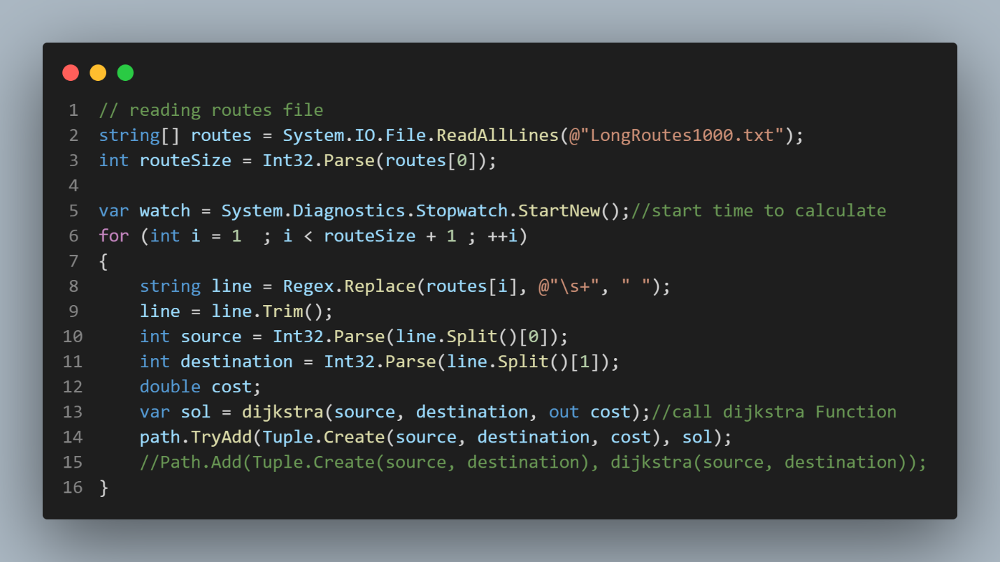 1 // reading routes file
2 string[] routes = System.IO.File.ReadAllLines(@"LongRoutes1000.txt");
3 int routeSize = Int32.Parse(routes[0]);
4
5 var watch = System.Diagnostics.Stopwatch.StartNew();//start time to calculate
6 for (int i = 1  ; i < routeSize + 1 ; ++i)
7 {
8     string line = Regex.Replace(routes[i], @"\s+", " ");
9     line = line.Trim();
10     int source = Int32.Parse(line.Split()[0]);
11     int destination = Int32.Parse(line.Split()[1]);
12     double cost;
13     var sol = dijkstra(source, destination, out cost);//call dijkstra Function
14     path.TryAdd(Tuple.Create(source, destination, cost), sol);
15     //Path.Add(Tuple.Create(source, destination), dijkstra(source, destination));
16 }